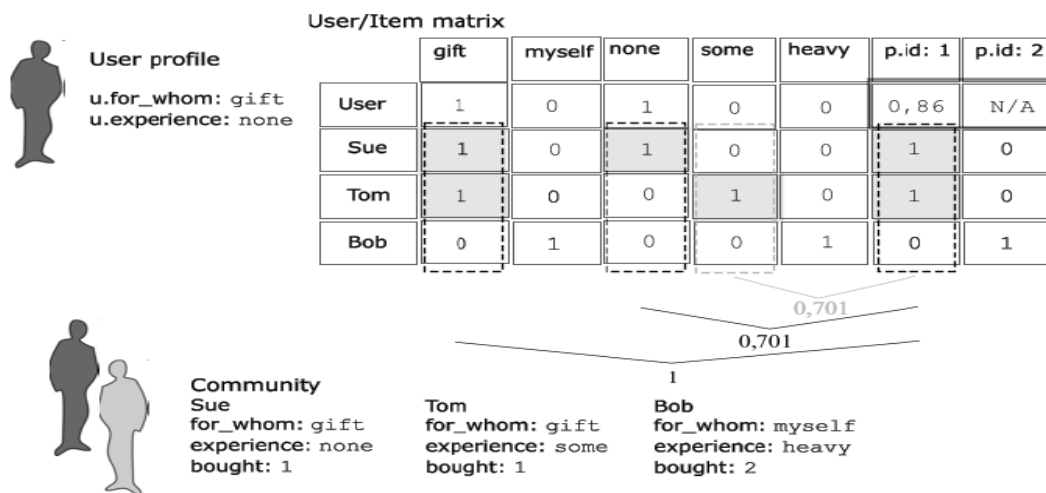 User/Item matrix
User profile
u.for_whom: gift
u.experience: none
gift myself none some heavy p.id: 1 p.id: 2
User 1 0 1 0 0 0,86 N/A
Sue 1 0 1 0 0 1 0
Tom 1 0 0 1 0 1 0
Bob 0 1 0 0 1 0 1
0,701
0,701
1
Community
Sue
for_whom: gift
experience: none
bought: 1
Tom
for_whom: gift
experience: some
bought: 1
Bob
for_whom: myself
experience: heavy
bought: 2